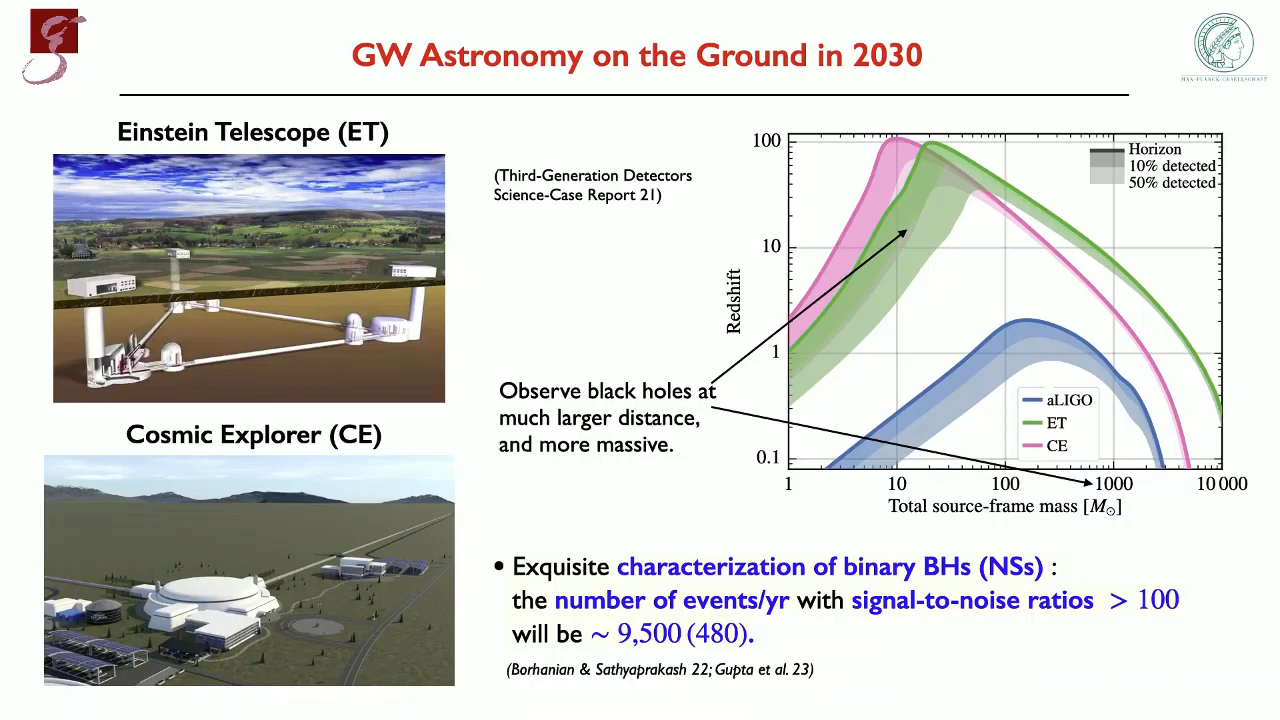 GW Astronomy on the Ground in 2030
MAX-PLANCK-GESELLSCHAFT
Einstein Telescope (ET)
(Third-Generation Detectors
Science-Case Report 21)
Cosmic Explorer (CE)
Observe black holes at
much larger distance,
and more massive.
Redshift
100
10
1
0.1
Horizon
10% detected
50% detected
aLIGO
ET
CE
1
10
100
1000
10 000
Total source-frame mass [M⊙]
• Exquisite characterization of binary BHs (NSs) :
the number of events/yr with signal-to-noise ratios > 100
will be ~ 9,500 (480).
(Borhanian & Sathyaprakash 22; Gupta et al. 23)